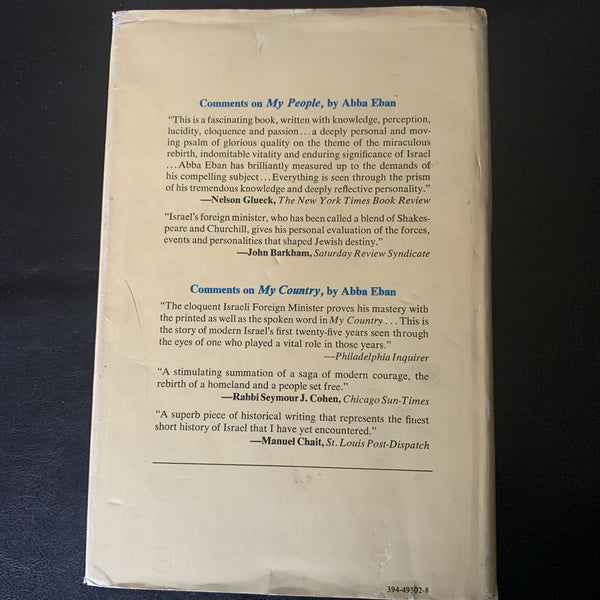 Comments on My People, by Abba Eban
“This is a fascinating book, written with knowledge, perception,
lucidity, eloquence and passion...a deeply personal and mov-
ing psalm of glorious quality on the theme of the miraculous
rebirth, indomitable vitality and enduring significance of Israel
...Abba Eban has brilliantly measured up to the demands of
his compelling subject...Everything is seen through the prism
of his tremendous knowledge and deeply reflective personality.”
—Nelson Glueck, The New York Times Book Review
“Israel's foreign minister, who has been called a blend of Shakes-
peare and Churchill, gives his personal evaluation of the forces,
events and personalities that shaped Jewish destiny.”
—John Barkham, Saturday Review Syndicate
Comments on My Country, by Abba Eban
“The eloquent Israeli Foreign Minister proves his mastery with
the printed as well as the spoken word in My Country... This is
the story of modern Israel's first twenty-five years seen through
the eyes of one who played a vital role in those years.”
—Philadelphia Inquirer
“A stimulating summation of a saga of modern courage, the
rebirth of a homeland and a people set free.”
—Rabbi Seymour J. Cohen, Chicago Sun-Times
“A superb piece of historical writing that represents the finest
short history of Israel that I have yet encountered.”
—Manuel Chait, St. Louis Post-Dispatch
394-49302-8